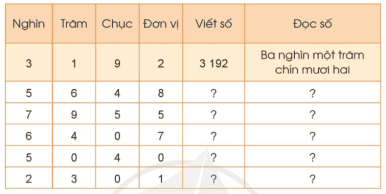 Nghìn Trăm Chục Đơn vị Viết số Đọc số
3 1 9 2 3 192 Ba nghìn một trăm
chín mươi hai
5 6 4 8 ? ?
7 9 5 5 ? ?
6 4 0 7 ? ?
5 0 4 0 ? ?
2 3 0 1 ? ?